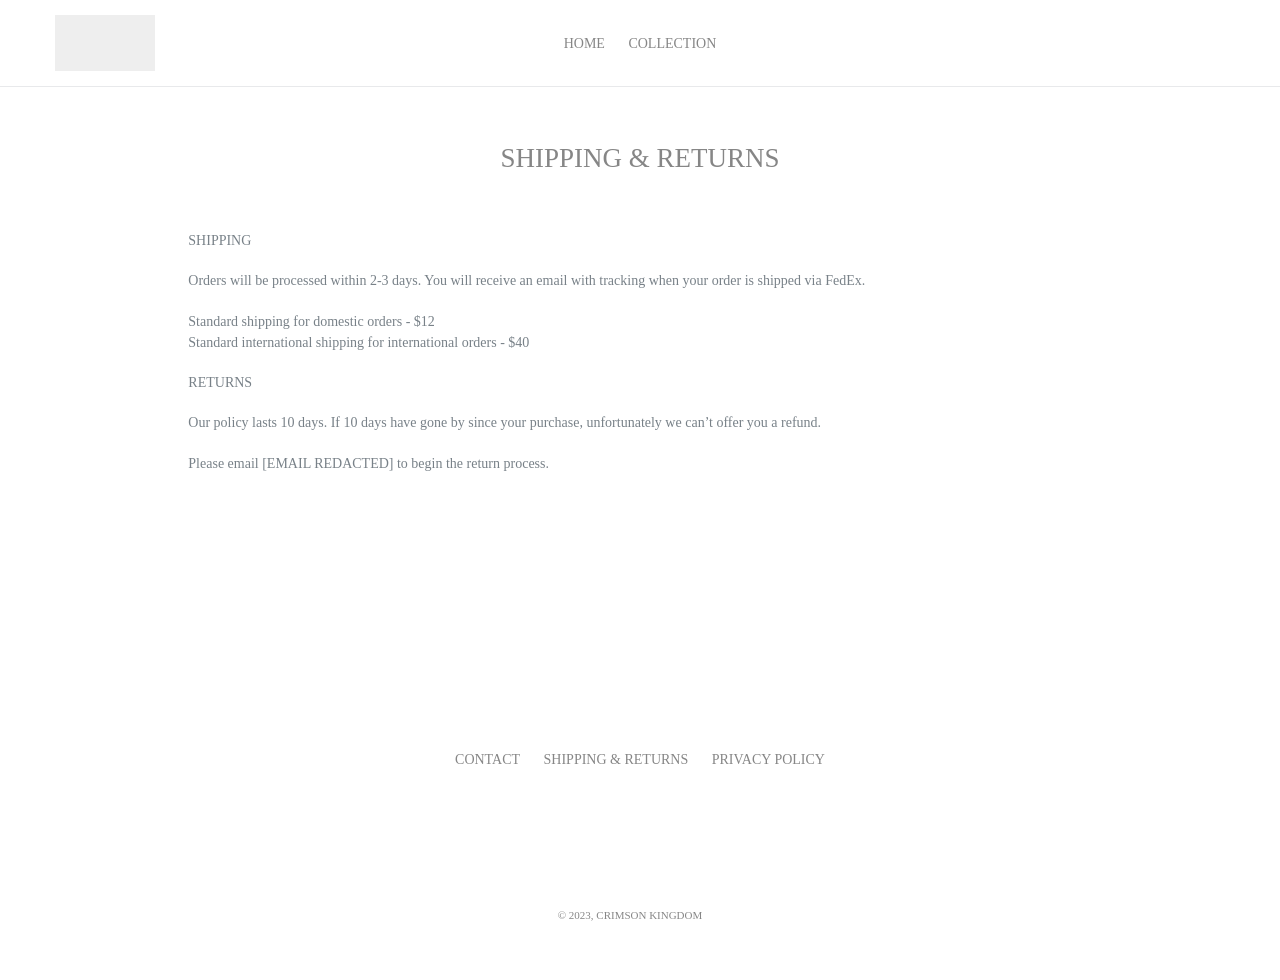 HOME COLLECTION
SHIPPING & RETURNS
SHIPPING
Orders will be processed within 2-3 days. You will receive an email with tracking when your order is shipped via FedEx.
Standard shipping for domestic orders - $12
Standard international shipping for international orders - $40
RETURNS
Our policy lasts 10 days. If 10 days have gone by since your purchase, unfortunately we can’t offer you a refund.
Please email [EMAIL REDACTED] to begin the return process.
CONTACT SHIPPING & RETURNS PRIVACY POLICY
© 2023, CRIMSON KINGDOM